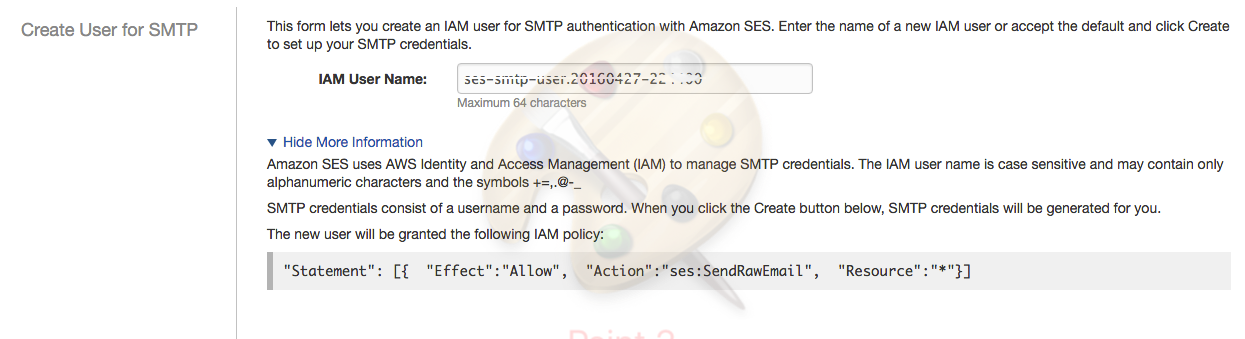 Create User for SMTP
This form lets you create an IAM user for SMTP authentication with Amazon SES. Enter the name of a new IAM user or accept the default and click Create
to set up your SMTP credentials.
IAM User Name:
ses-smtp-user.20160427-22
Maximum 64 characters
▼ Hide More Information
Amazon SES uses AWS Identity and Access Management (IAM) to manage SMTP credentials. The IAM user name is case sensitive and may contain only
alphanumeric characters and the symbols +=,.@-_
SMTP credentials consist of a username and a password. When you click the Create button below, SMTP credentials will be generated for you.
The new user will be granted the following IAM policy:
"Statement": [{ "Effect":"Allow", "Action":"ses:SendRawEmail", "Resource":"*"}]